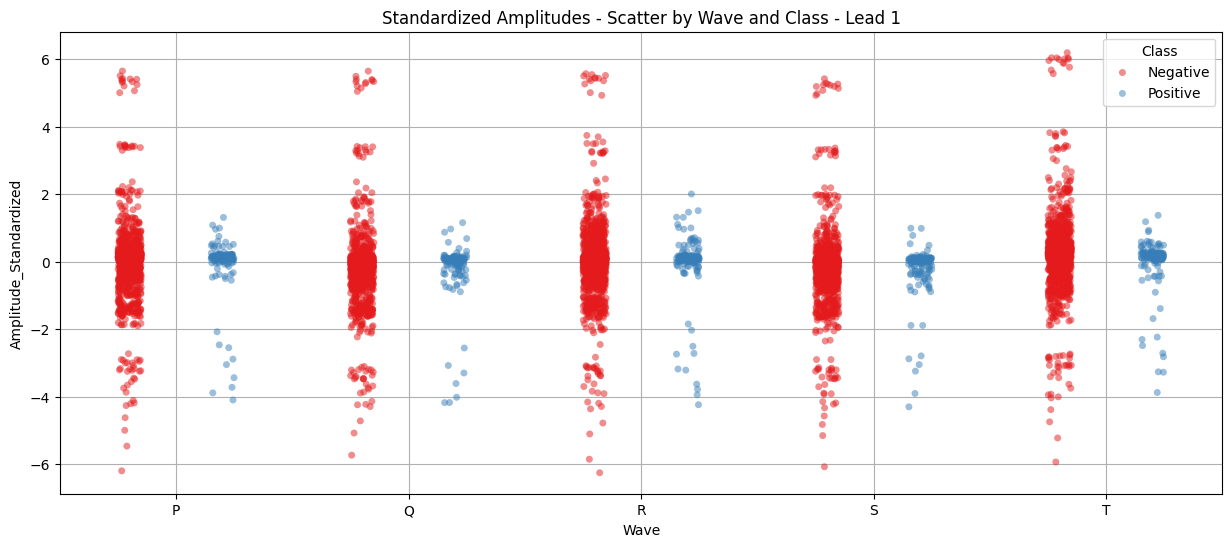 Standardized Amplitudes - Scatter by Wave and Class - Lead 1
Amplitude_Standardized
6
4
2
0
−2
−4
−6
Class
Negative
Positive
P Q R S T
Wave